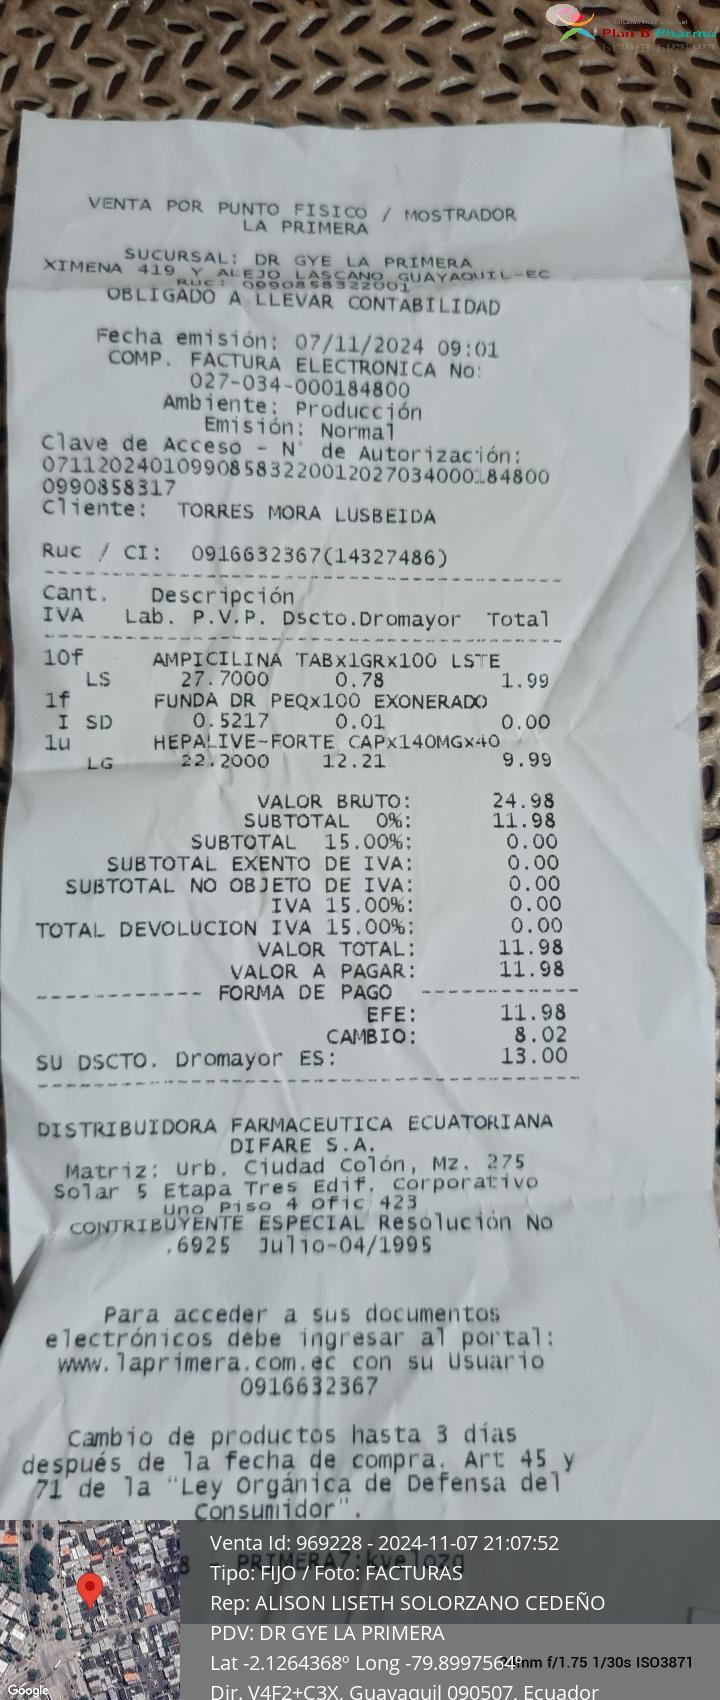 Plan B Pharma
VENTA POR PUNTO FISICO / MOSTRADOR
LA PRIMERA
SUCURSAL: DR GYE LA PRIMERA
XIMENA 419 Y ALEJO LASCANO GUAYAQUIL-EC
RUC: 0990858322001
OBLIGADO A LLEVAR CONTABILIDAD
Fecha emisión: 07/11/2024 09:01
COMP. FACTURA ELECTRONICA No:
027-034-000184800
Ambiente: Producción
Emisión: Normal
Clave de Acceso - N° de Autorización:
071120240109908583220012027034000184800
0990858317
Cliente: TORRES MORA LUSBEIDA
Ruc / CI: 0916632367(14327486)
Cant. Descripción
IVA Lab. P.V.P. Dscto.Dromayor Total
10f AMPICILINA TABx1GRx100 LSTE
LS 27.7000 0.78 1.99
1f FUNDA DR PEQx100 EXONERADO
I SD 0.5217 0.01 0.00
1u HEPALIVE-FORTE CAPx140MGx40
LG 22.2000 12.21 9.99
VALOR BRUTO: 24.98
SUBTOTAL 0%: 11.98
SUBTOTAL 15.00%: 0.00
SUBTOTAL EXENTO DE IVA: 0.00
SUBTOTAL NO OBJETO DE IVA: 0.00
IVA 15.00%: 0.00
TOTAL DEVOLUCION IVA 15.00%: 0.00
VALOR TOTAL: 11.98
VALOR A PAGAR: 11.98
------------ FORMA DE PAGO ------------
EFE: 11.98
CAMBIO: 8.02
SU DSCTO. Dromayor ES: 13.00
DISTRIBUIDORA FARMACEUTICA ECUATORIANA
DIFARE S.A.
Matriz: Urb. Ciudad Colón, Mz. 275
Solar 5 Etapa Tres Edif. Corporativo
Uno Piso 4 Ofic 423
CONTRIBUYENTE ESPECIAL Resolución No
.6925 Julio-04/1995
Para acceder a sus documentos
electrónicos debe ingresar al portal:
www.laprimera.com.ec con su Usuario
0916632367
Cambio de productos hasta 3 días
después de la fecha de compra. Art 45 y
71 de la "Ley Orgánica de Defensa del
Consumidor".
8 - PRIMERA7:kvelozg
Venta Id: 969228 - 2024-11-07 21:07:52
Tipo: FIJO / Foto: FACTURAS
Rep: ALISON LISETH SOLORZANO CEDEÑO
PDV: DR GYE LA PRIMERA
Lat -2.1264368º Long -79.8997564º
f/1.75 1/30s ISO3871
Dir. V4F2+C3X, Guayaquil 090507, Ecuador
Google